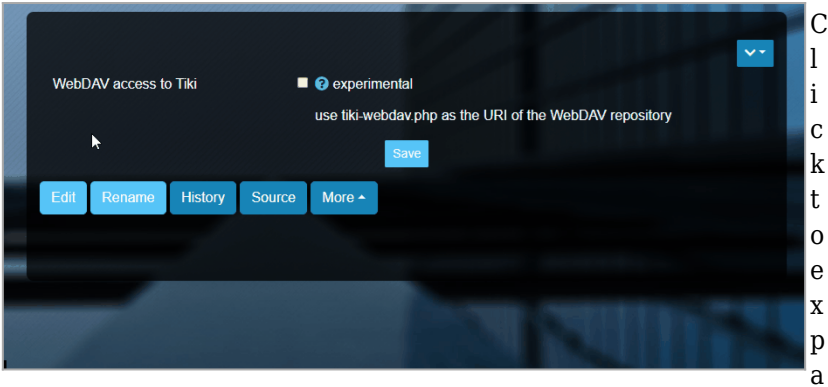 WebDAV access to Tiki
experimental
use tiki-webdav.php as the URI of the WebDAV repository
Save
Edit Rename History Source More
C
l
i
c
k
t
o
e
x
p
a